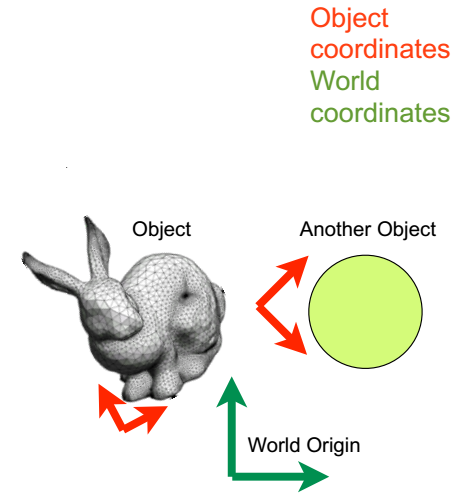 Object
coordinates
World
coordinates
Object
Another Object
World Origin